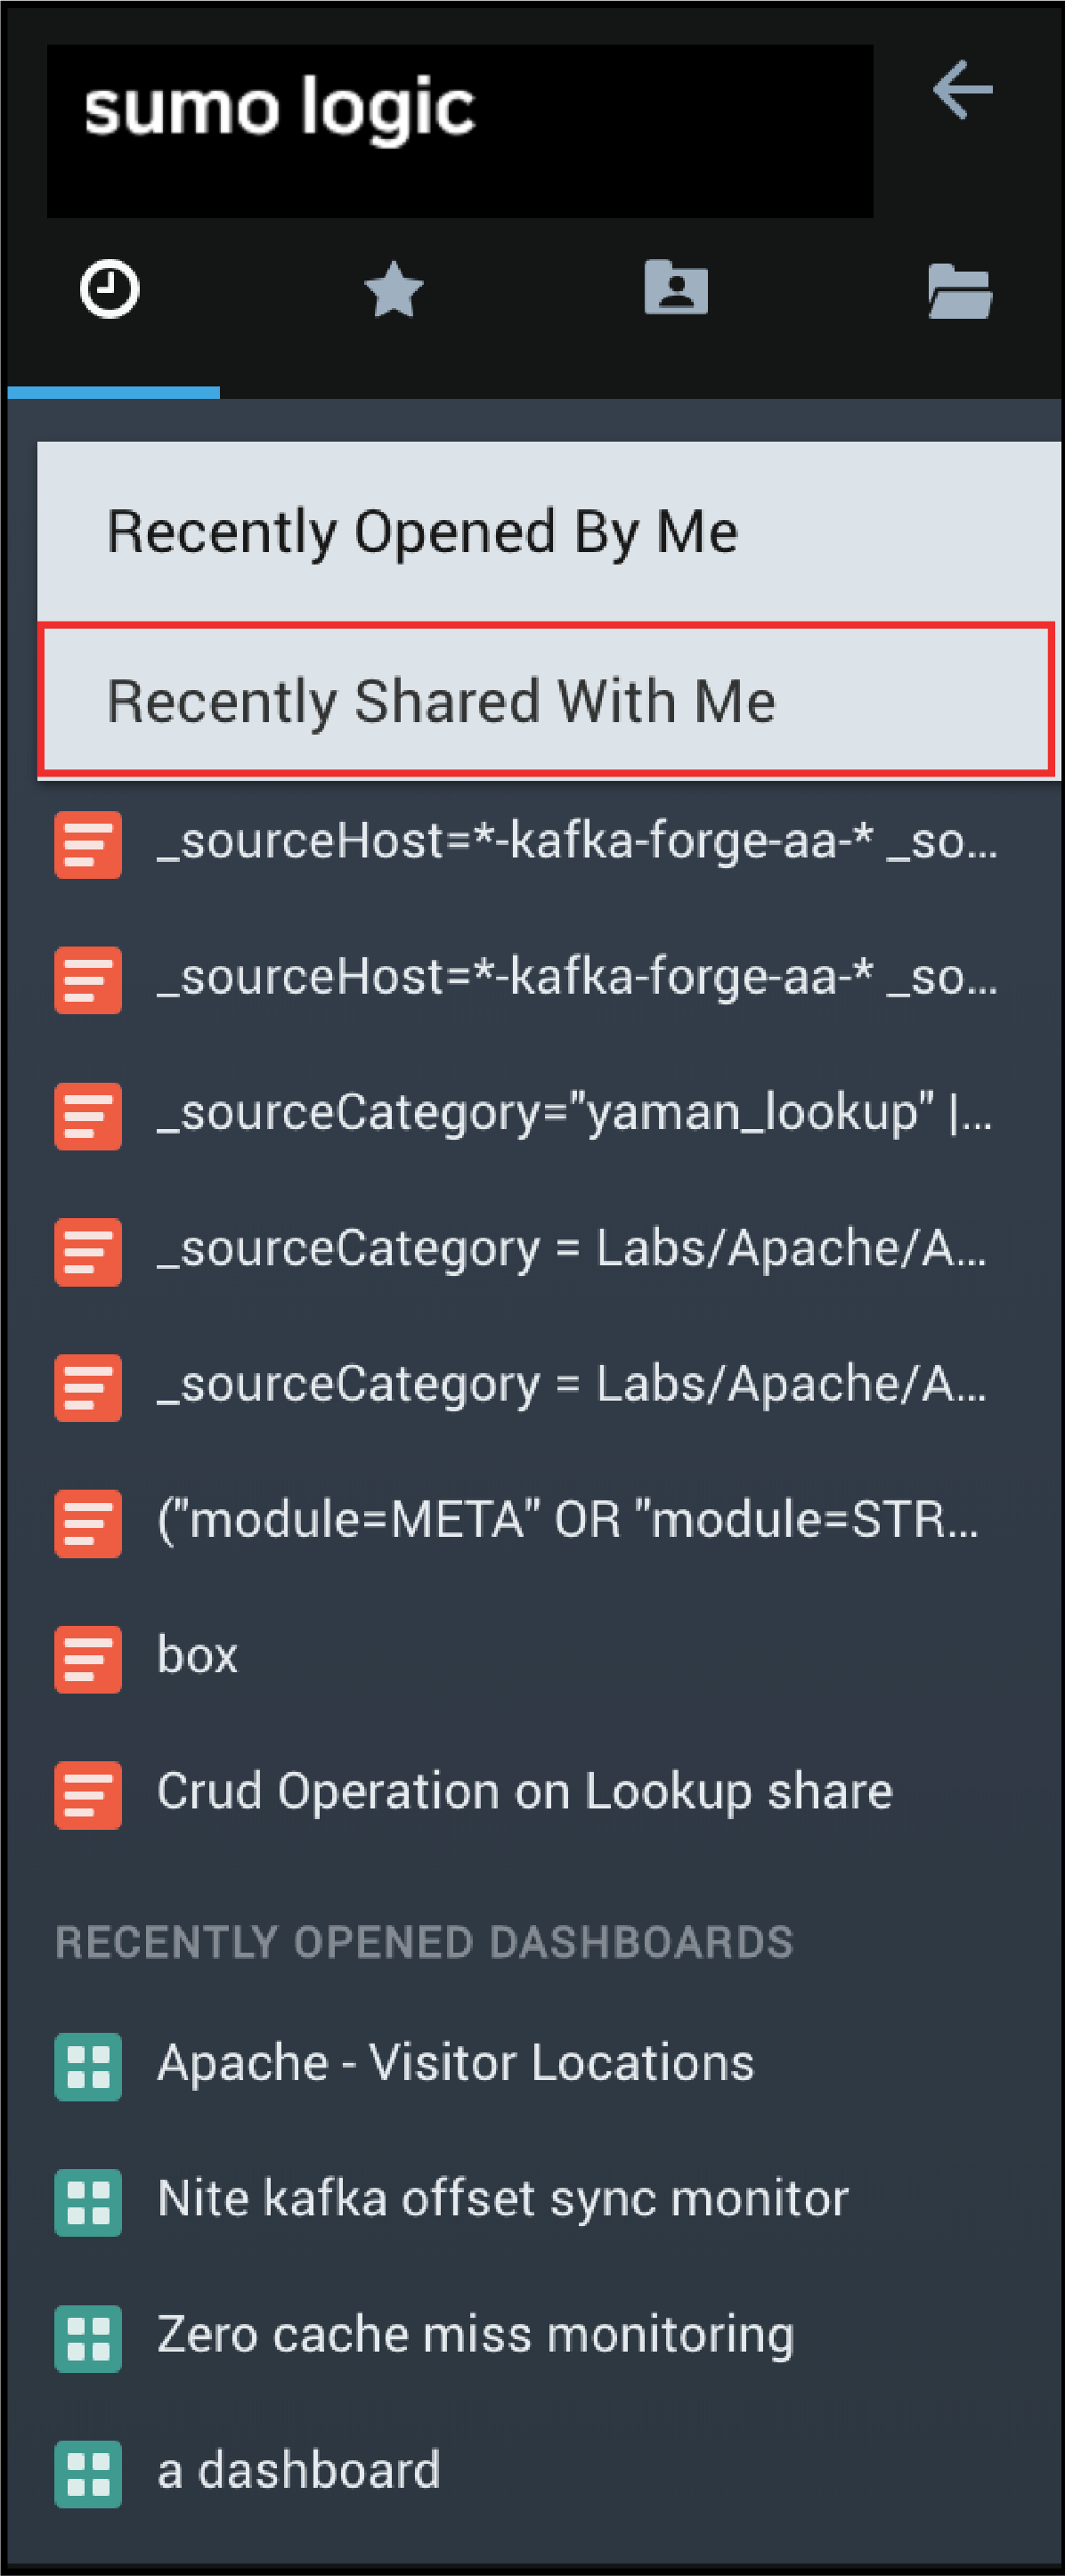 sumo logic
Recently Opened By Me
Recently Shared With Me
_sourceHost=*-kafka-forge-aa-* _so...
_sourceHost=*-kafka-forge-aa-* _so...
_sourceCategory="yaman_lookup" |...
_sourceCategory = Labs/Apache/A...
_sourceCategory = Labs/Apache/A...
("module=META" OR "module=STR...
box
Crud Operation on Lookup share
RECENTLY OPENED DASHBOARDS
Apache - Visitor Locations
Nite kafka offset sync monitor
Zero cache miss monitoring
a dashboard